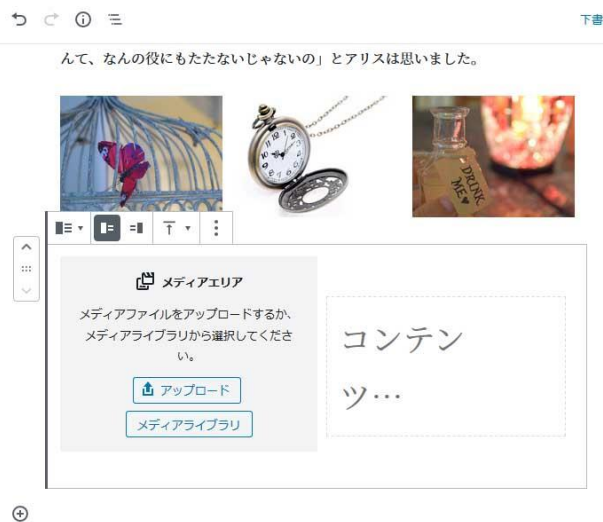 下書
んて、なんの役にもたたないじゃないの」とアリスは思いました。
DRINK
ME♥
メディアエリア
メディアファイルをアップロードするか、
メディアライブラリから選択してくださ
い。
アップロード
メディアライブラリ
コンテン
ツ…